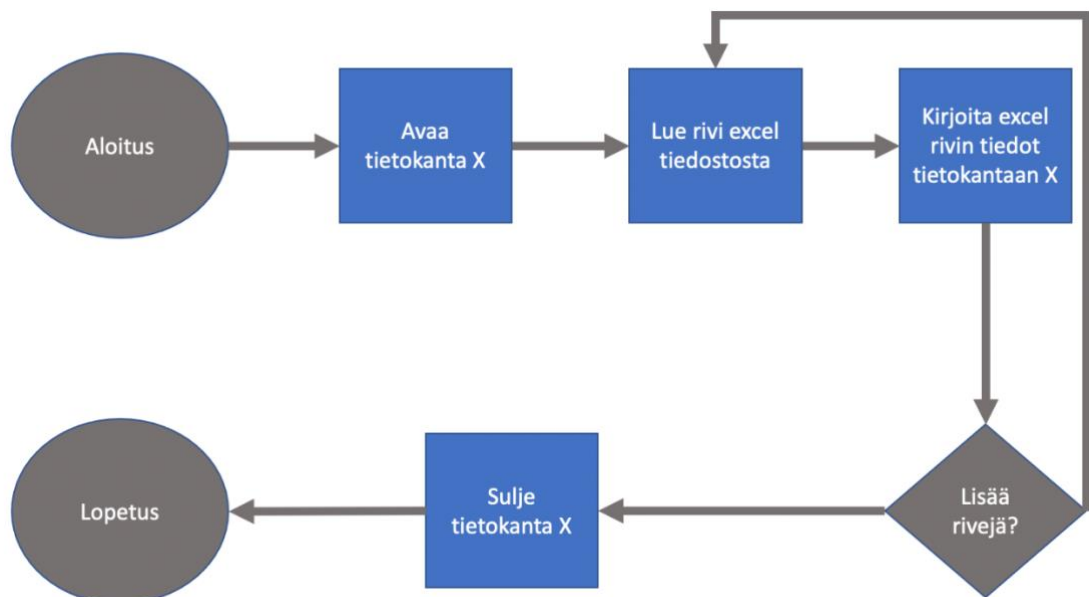 Aloitus
Avaa
tietokanta X
Lue rivi excel
tiedostosta
Kirjoita excel
rivin tiedot
tietokantaan X
Lisää
rivejä?
Sulje
tietokanta X
Lopetus